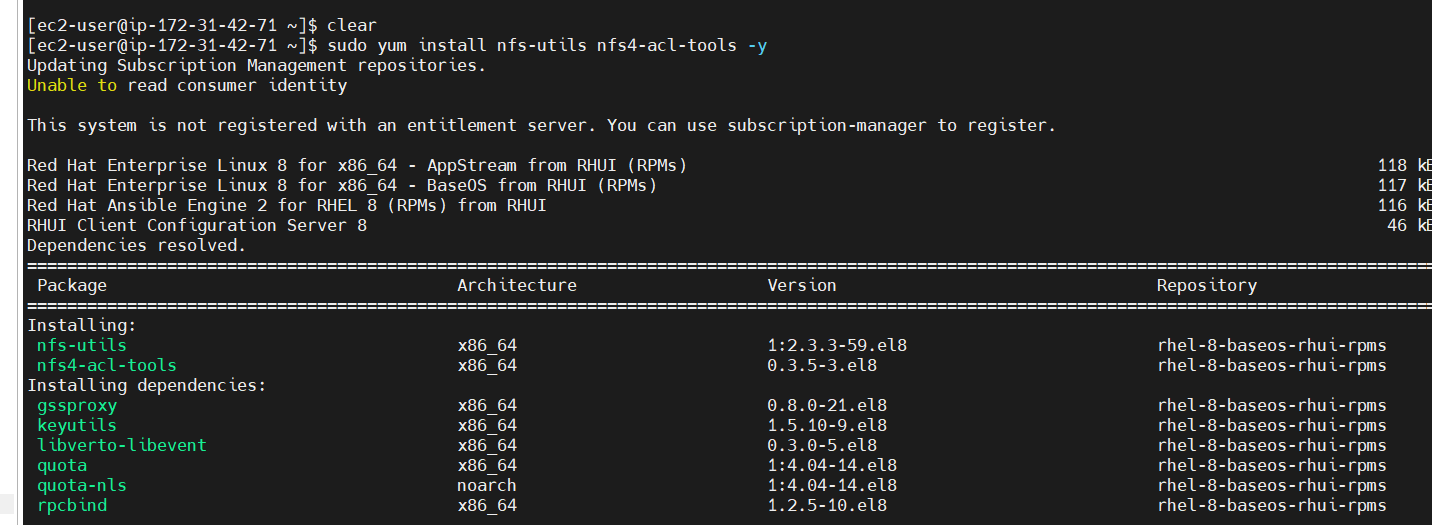 [ec2-user@ip-172-31-42-71 ~]$ clear
[ec2-user@ip-172-31-42-71 ~]$ sudo yum install nfs-utils nfs4-acl-tools -y
Updating Subscription Management repositories.
Unable to read consumer identity
This system is not registered with an entitlement server. You can use subscription-manager to register.
Red Hat Enterprise Linux 8 for x86_64 - AppStream from RHUI (RPMs) 118 kB
Red Hat Enterprise Linux 8 for x86_64 - BaseOS from RHUI (RPMs) 117 kB
Red Hat Ansible Engine 2 for RHEL 8 (RPMs) from RHUI 116 kB
RHUI Client Configuration Server 8 46 kB
Dependencies resolved.
Package Architecture Version Repository
Installing:
nfs-utils x86_64 1:2.3.3-59.el8 rhel-8-baseos-rhui-rpms
nfs4-acl-tools x86_64 0.3.5-3.el8 rhel-8-baseos-rhui-rpms
Installing dependencies:
gssproxy x86_64 0.8.0-21.el8 rhel-8-baseos-rhui-rpms
keyutils x86_64 1.5.10-9.el8 rhel-8-baseos-rhui-rpms
libverto-libevent x86_64 0.3.0-5.el8 rhel-8-baseos-rhui-rpms
quota x86_64 1:4.04-14.el8 rhel-8-baseos-rhui-rpms
quota-nls noarch 1:4.04-14.el8 rhel-8-baseos-rhui-rpms
rpcbind x86_64 1.2.5-10.el8 rhel-8-baseos-rhui-rpms